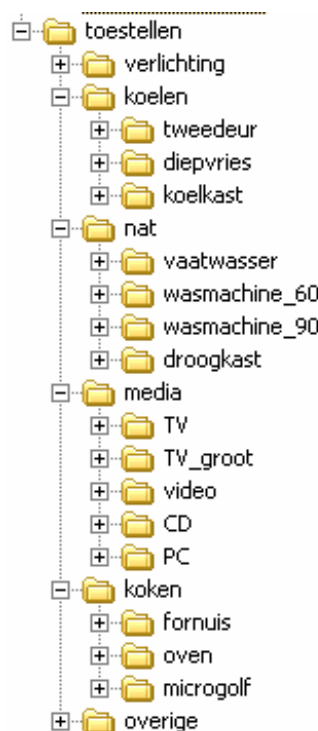 toestellen
verlichting
koelen
tweedeur
diepvries
koelkast
nat
vaatwasser
wasmachine_60
wasmachine_90
droogkast
media
TV
TV_groot
video
CD
PC
koken
fornuis
oven
microgolf
overige